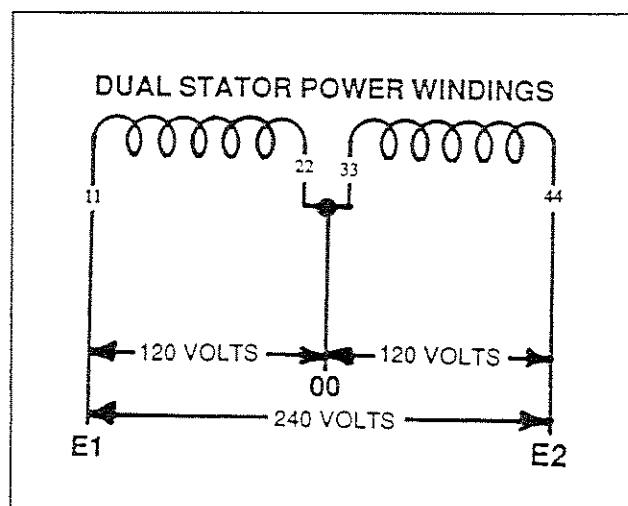 DUAL STATOR POWER WINDINGS
11 22 33 44
120 VOLTS 120 VOLTS
00
240 VOLTS
E1 E2